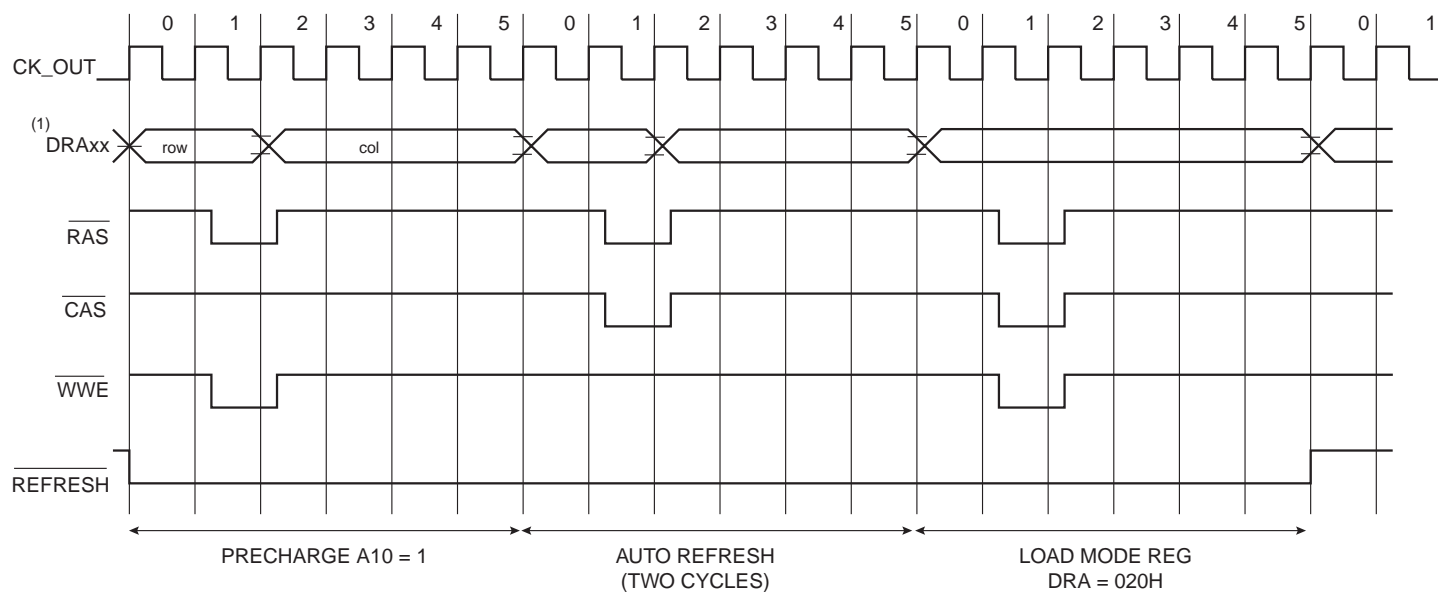 0 1 2 3 4 5 0 1 2 3 4 5 0 1 2 3 4 5 0 1
CK_OUT
(1)
DRAxx row col
RAS
CAS
WWE
REFRESH
PRECHARGE A10 = 1 AUTO REFRESH LOAD MODE REG
(TWO CYCLES) DRA = 020H